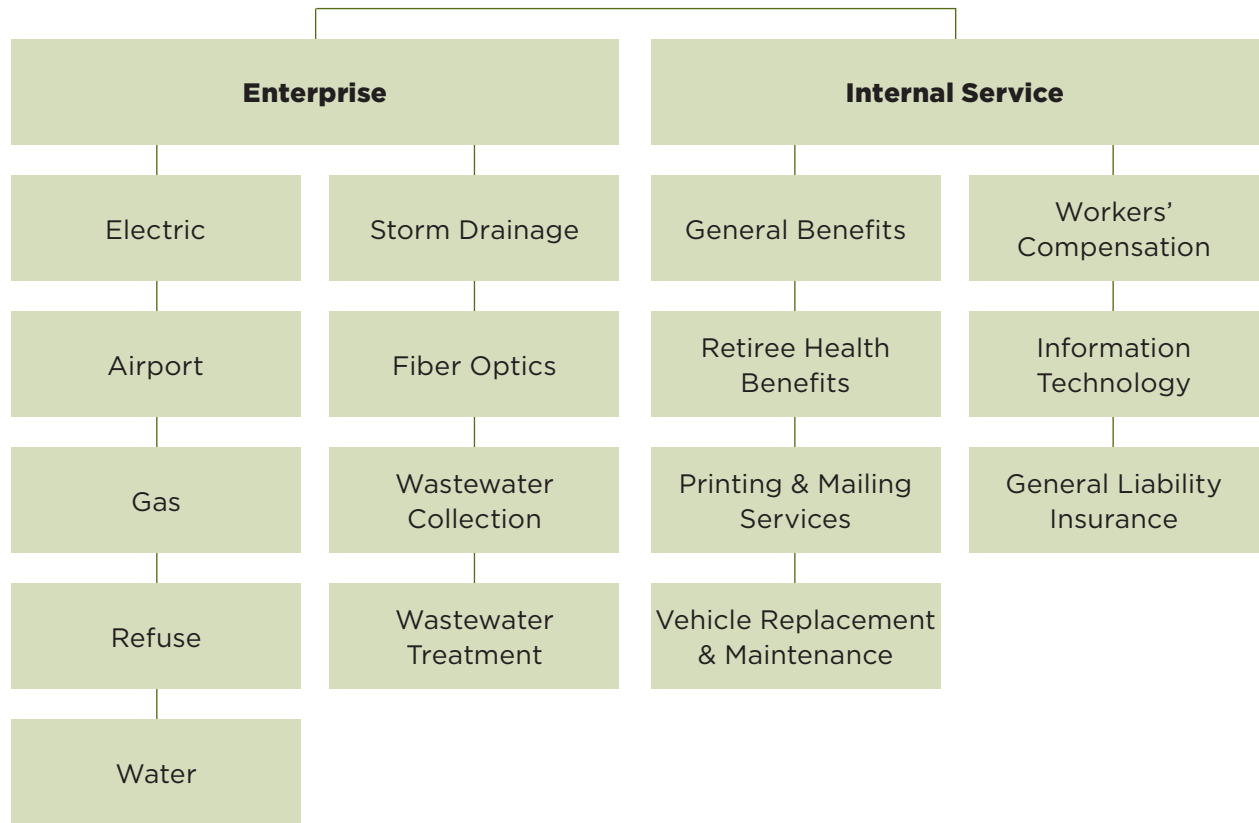 Enterprise
Internal Service
Electric
Storm Drainage
General Benefits
Workers’
Compensation
Airport
Fiber Optics
Retiree Health
Benefits
Information
Technology
Gas
Wastewater
Collection
Printing & Mailing
Services
General Liability
Insurance
Refuse
Wastewater
Treatment
Vehicle Replacement
& Maintenance
Water